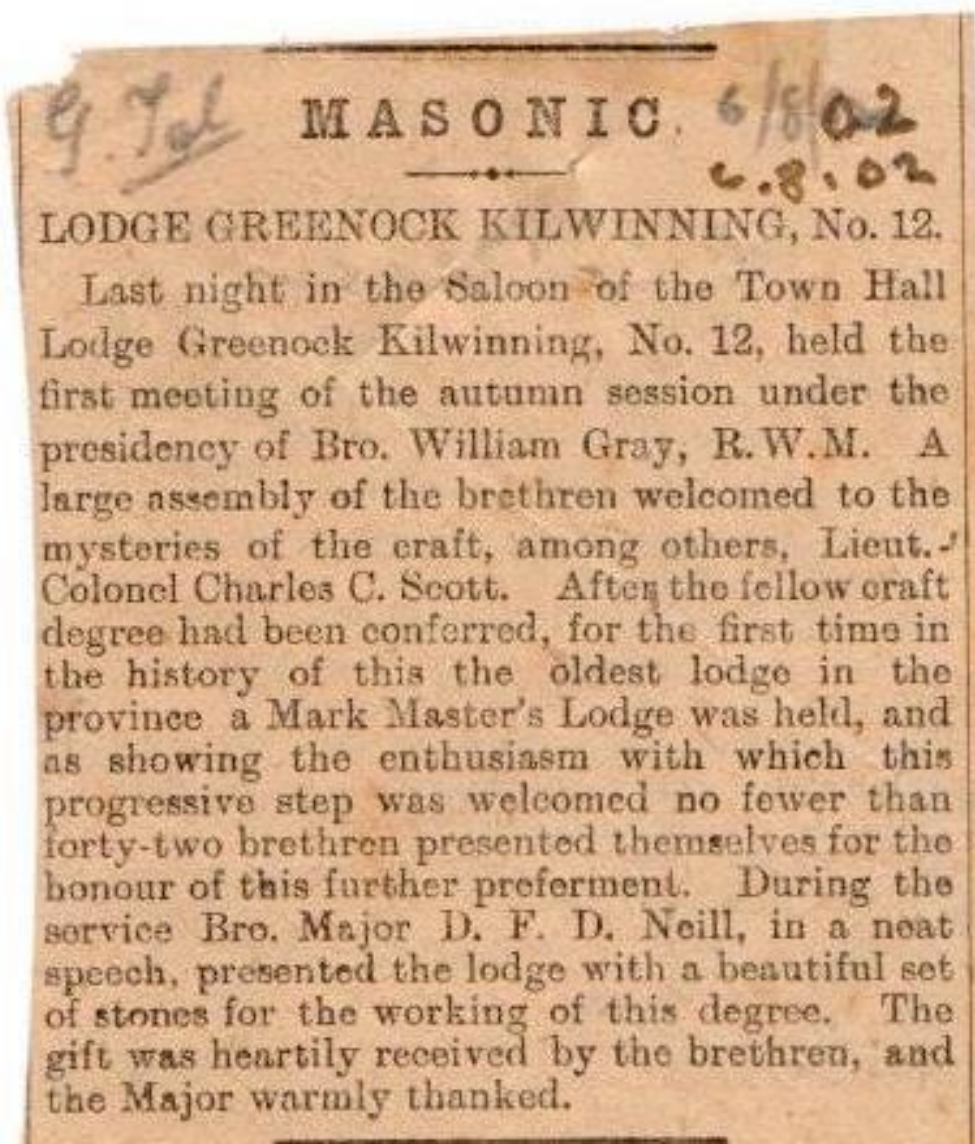 G. Tel
MASONIC.
6/8/02
6.8.02
LODGE GREENOCK KILWINNING, No. 12.
Last night in the Saloon of the Town Hall
Lodge Greenock Kilwinning, No. 12, held the
first meeting of the autumn session under the
presidency of Bro. William Gray, R.W.M. A
large assembly of the brethren welcomed to the
mysteries of the craft, among others, Lieut.-
Colonel Charles C. Scott. After the fellow craft
degree had been conferred, for the first time in
the history of this the oldest lodge in the
province a Mark Master's Lodge was held, and
as showing the enthusiasm with which this
progressive step was welcomed no fewer than
forty-two brethren presented themselves for the
honour of this further preferment. During the
service Bro. Major D. F. D. Neill, in a neat
speech, presented the lodge with a beautiful set
of stones for the working of this degree. The
gift was heartily received by the brethren, and
the Major warmly thanked.